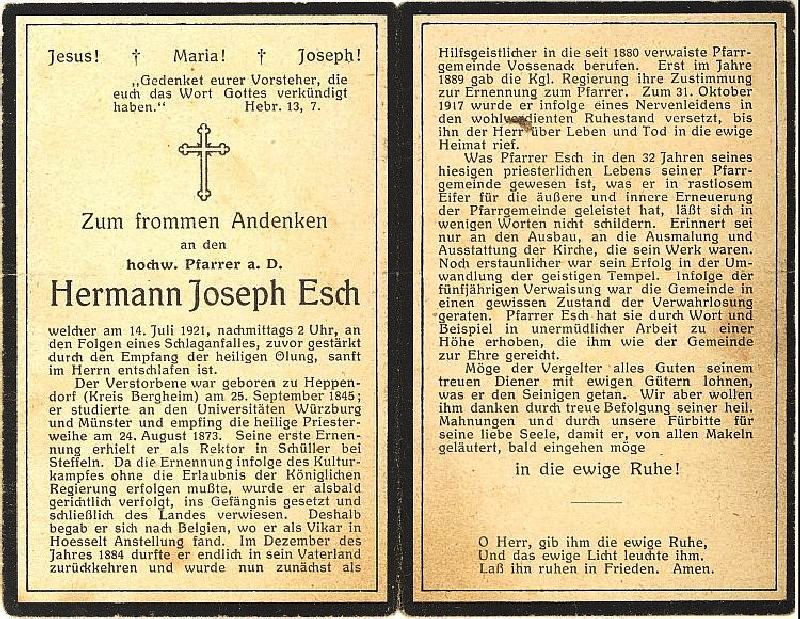 Jesus! † Maria! † Joseph!
„Gedenket eurer Vorsteher, die
euch das Wort Gottes verkündigt
haben.“ Hebr. 13, 7.
Zum frommen Andenken
an den
hochw. Pfarrer a. D.
Hermann Joseph Esch
welcher am 14. Juli 1921, nachmittags 2 Uhr, an
den Folgen eines Schlaganfalles, zuvor gestärkt
durch den Empfang der heiligen Ölung, sanft
im Herrn entschlafen ist.
Der Verstorbene war geboren zu Heppen-
dorf (Kreis Bergheim) am 25. September 1845;
er studierte an den Universitäten Würzburg
und Münster und empfing die heilige Priester-
weihe am 24. August 1873. Seine erste Ernen-
nung erhielt er als Rektor in Schüller bei
Steffeln. Da die Ernennung infolge des Kultur-
kampfes ohne die Erlaubnis der Königlichen
Regierung erfolgen mußte, wurde er alsbald
gerichtlich verfolgt, ins Gefängnis gesetzt und
schließlich des Landes verwiesen. Deshalb
begab er sich nach Belgien, wo er als Vikar in
Hoesselt Anstellung fand. Im Dezember des
Jahres 1884 durfte er endlich in sein Vaterland
zurückkehren und wurde nun zunächst als
Hilfsgeistlicher in die seit 1880 verwaiste Pfarr-
gemeinde Vossenack berufen. Erst im Jahre
1889 gab die Kgl. Regierung ihre Zustimmung
zur Ernennung zum Pfarrer. Zum 31. Oktober
1917 wurde er infolge eines Nervenleidens in
den wohlverdienten Ruhestand versetzt, bis
ihn der Herr über Leben und Tod in die ewige
Heimat rief.
Was Pfarrer Esch in den 32 Jahren seines
hiesigen priesterlichen Lebens seiner Pfarr-
gemeinde gewesen ist, was er in rastlosem
Eifer für die äußere und innere Erneuerung
der Pfarrgemeinde geleistet hat, läßt sich in
wenigen Worten nicht schildern. Erinnert sei
nur an den Ausbau, an die Ausmalung und
Ausstattung der Kirche, die sein Werk waren.
Noch erstaunlicher war sein Erfolg in der Um-
wandlung der geistigen Tempel. Infolge der
fünfjährigen Verwaisung war die Gemeinde in
einen gewissen Zustand der Verwahrlosung
geraten. Pfarrer Esch hat sie durch Wort und
Beispiel in unermüdlicher Arbeit zu einer
Höhe erhoben, die ihm wie der Gemeinde
zur Ehre gereicht.
Möge der Vergelter alles Guten seinem
treuen Diener mit ewigen Gütern lohnen,
was er den Seinigen getan. Wir aber wollen
ihm danken durch treue Befolgung seiner heil.
Mahnungen und durch unsere Fürbitte für
seine liebe Seele, damit er, von allen Makeln
geläutert, bald eingehen möge
in die ewige Ruhe!
O Herr, gib ihm die ewige Ruhe,
Und das ewige Licht leuchte ihm.
Laß ihn ruhen in Frieden. Amen.